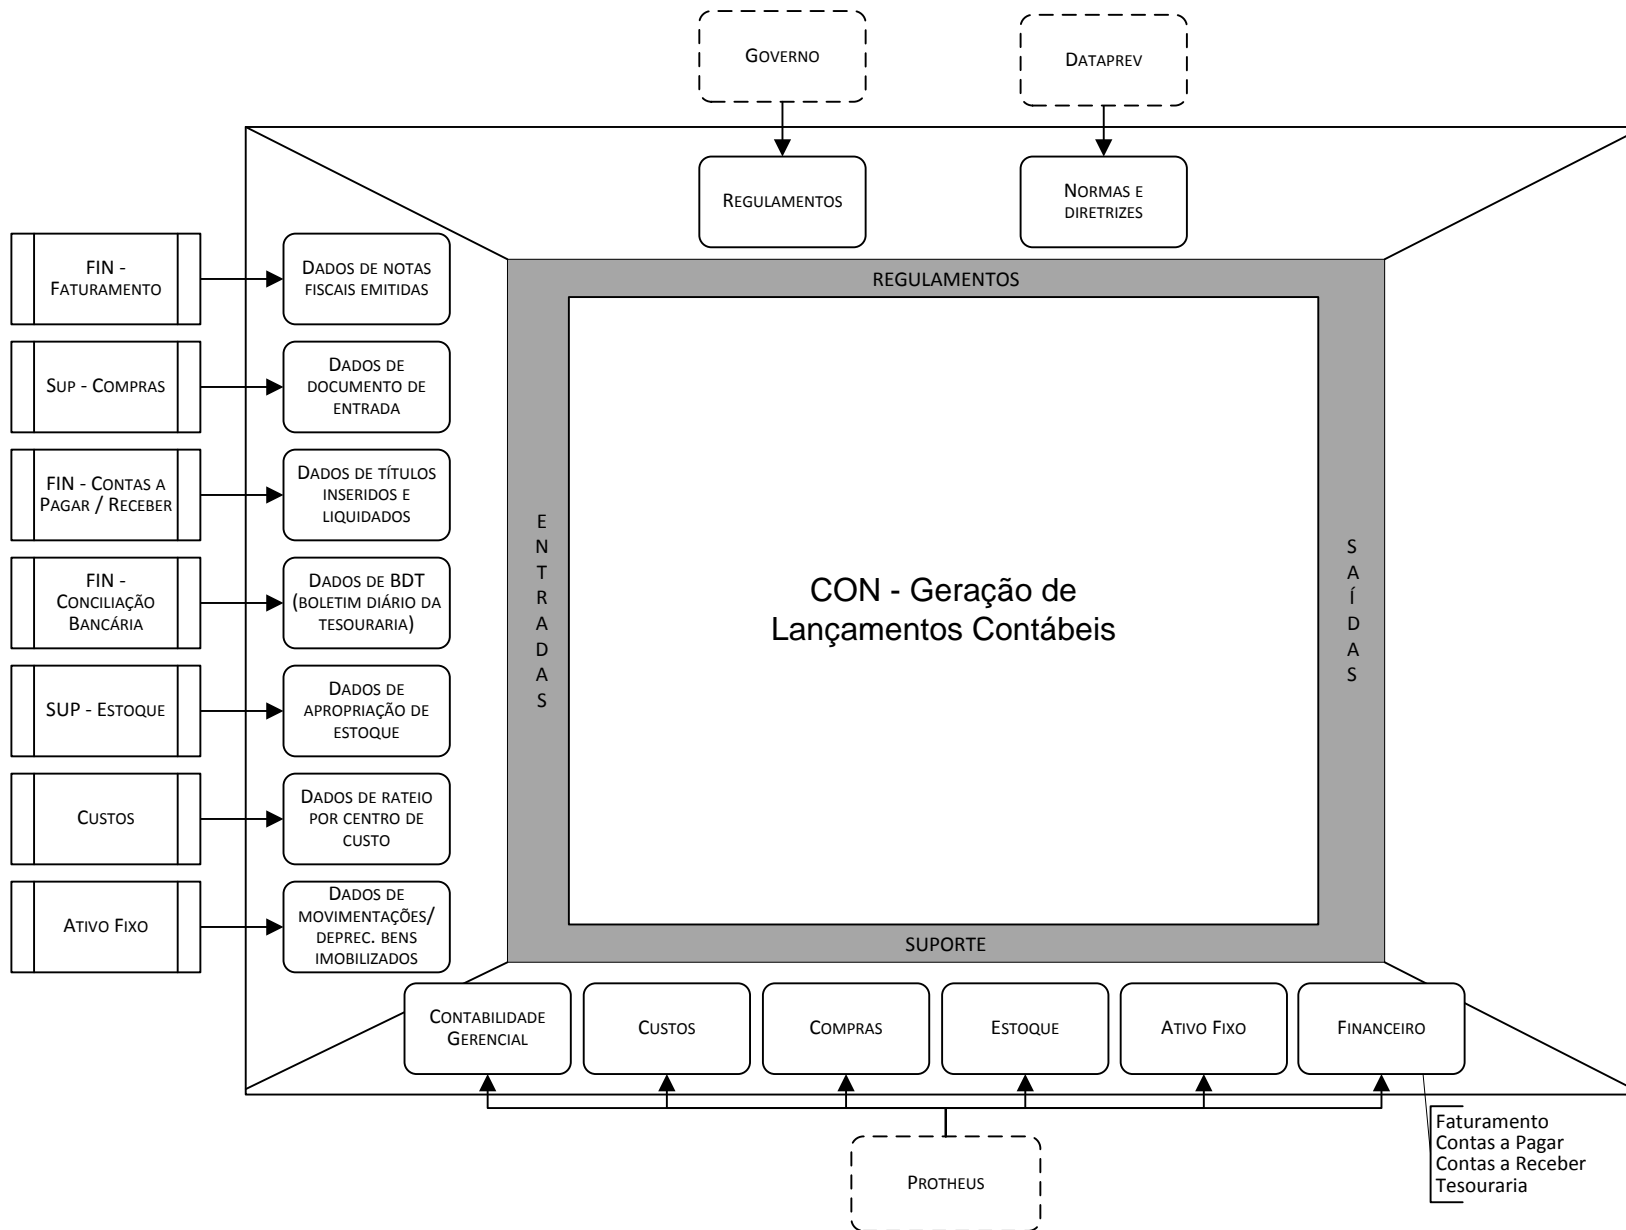 Governo
Dataprev
Regulamentos
Normas e
diretrizes
FIN -
Faturamento
Dados de notas
fiscais emitidas
REGULAMENTOS
Sup - Compras
Dados de
documento de
entrada
FIN - Contas a
Pagar / Receber
Dados de títulos
inseridos e
liquidados
FIN -
Conciliação
Bancária
Dados de BDT
(boletim diário da
tesouraria)
SUP - Estoque
Dados de
apropriação de
estoque
Custos
Dados de rateio
por centro de
custo
Ativo Fixo
Dados de
movimentações/
deprec. bens
imobilizados
ENTRADAS
CON - Geração de
Lançamentos Contábeis
SAÍDAS
SUPORTE
Contabilidade
Gerencial
Custos
Compras
Estoque
Ativo Fixo
Financeiro
Protheus
Faturamento
Contas a Pagar
Contas a Receber
Tesouraria